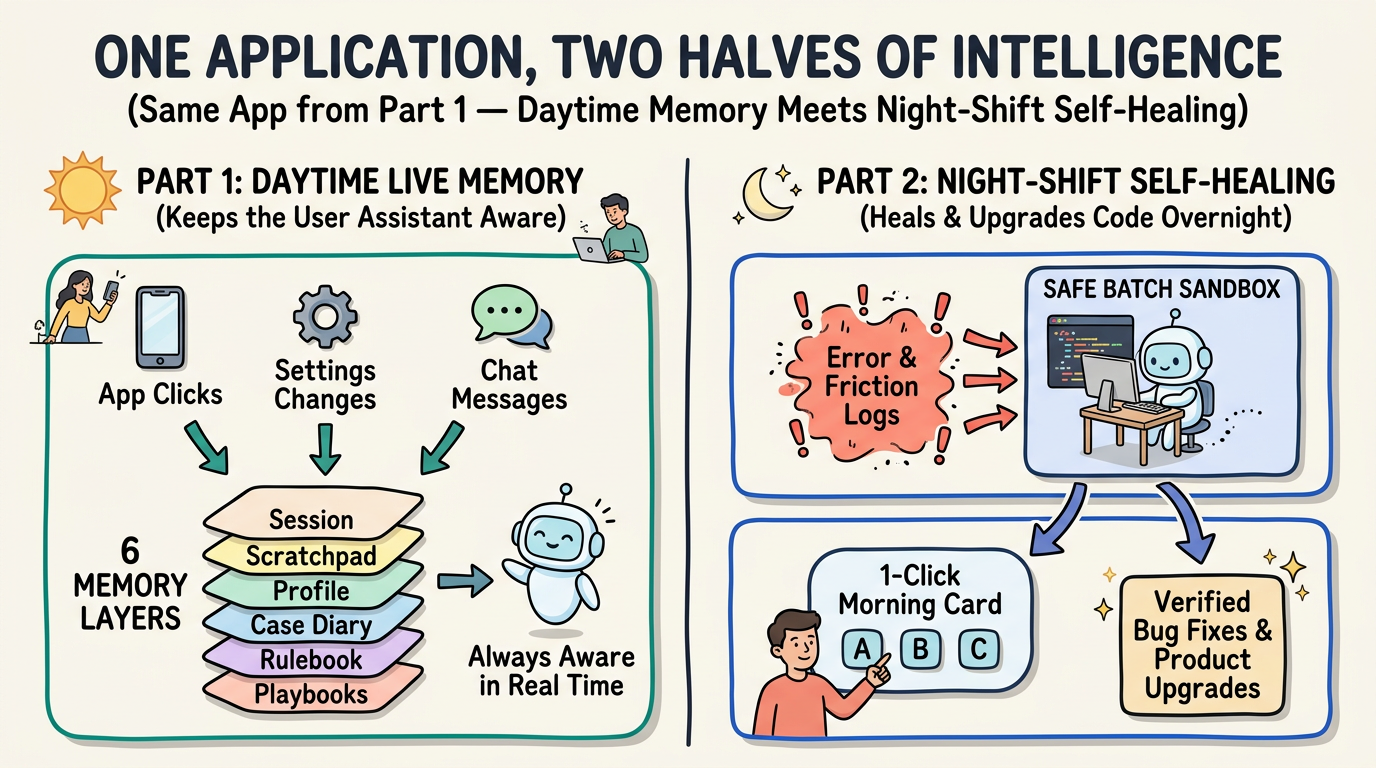 ONE APPLICATION, TWO HALVES OF INTELLIGENCE
(Same App from Part 1 — Daytime Memory Meets Night-Shift Self-Healing)
PART 1: DAYTIME LIVE MEMORY
(Keeps the User Assistant Aware)
App Clicks
Settings
Changes
Chat
Messages
6
MEMORY
LAYERS
Session
Scratchpad
Profile
Case Diary
Rulebook
Playbooks
Always Aware
in Real Time
PART 2: NIGHT-SHIFT SELF-HEALING
(Heals & Upgrades Code Overnight)
Error &
Friction
Logs
SAFE BATCH SANDBOX
1-Click
Morning Card
A B C
Verified
Bug Fixes &
Product
Upgrades